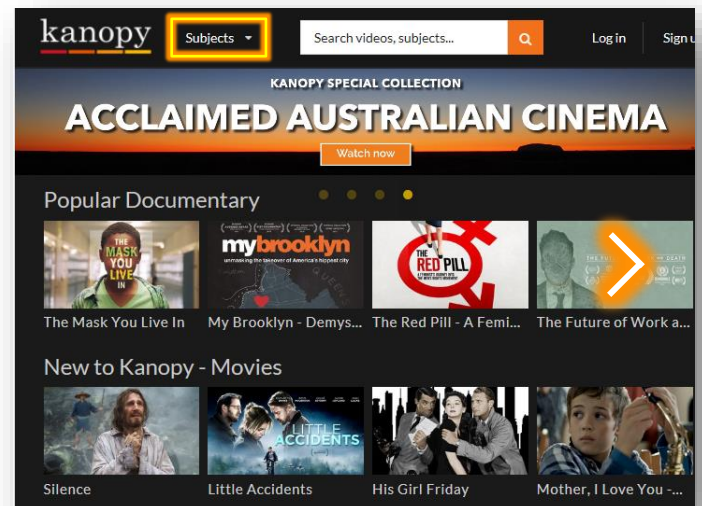 kanopy Subjects Search videos, subjects... Log in Sign u
KANOPY SPECIAL COLLECTION
ACCLAIMED AUSTRALIAN CINEMA
Watch now
Popular Documentary
THE MASK YOU LIVE IN
mybrooklyn
unmasking the takeover of America's hippest city
THE RED PILL
The Mask You Live In My Brooklyn - Demys... The Red Pill - A Femi... The Future of Work a...
New to Kanopy - Movies
LITTLE
ACCIDENTS
Silence Little Accidents His Girl Friday Mother, I Love You -...